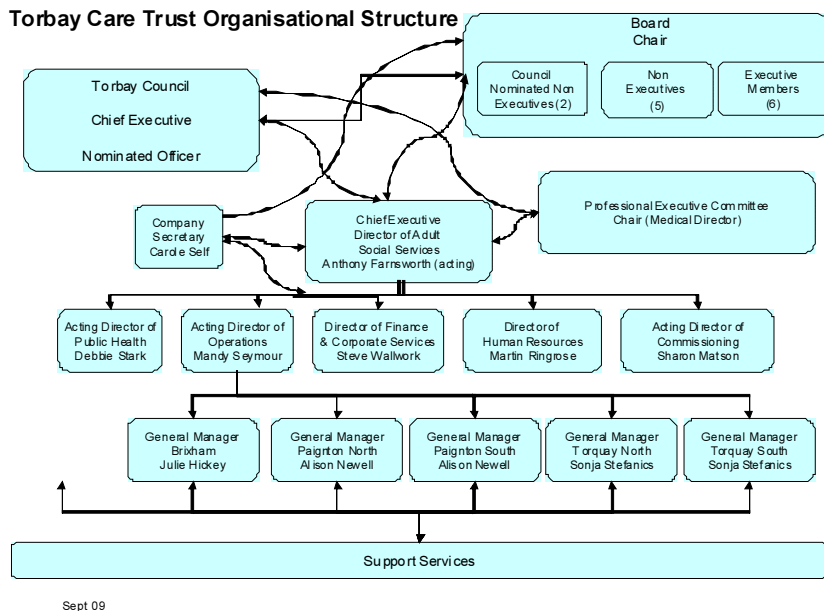 Torbay Care Trust Organisational Structure
Board
Chair
Council
Nominated Non
Executives (2)
Non
Executives
(5)
Executive
Members
(6)
Torbay Council
Chief Executive
Nominated Officer
Company
Secretary
Carole Self
Chief Executive
Director of Adult
Social Services
Anthony Farnsworth (acting)
Professional Executive Committee
Chair (Medical Director)
Acting Director of
Public Health
Debbie Stark
Acting Director of
Operations
Mandy Seymour
Director of Finance
& Corporate Services
Steve Wallwork
Director of
Human Resources
Martin Ringrose
Acting Director of
Commissioning
Sharon Matson
General Manager
Brixham
Julie Hickey
General Manager
Paignton North
Alison Newell
General Manager
Paignton South
Alison Newell
General Manager
Torquay North
Sonja Stefanics
General Manager
Torquay South
Sonja Stefanics
Support Services
Sept 09